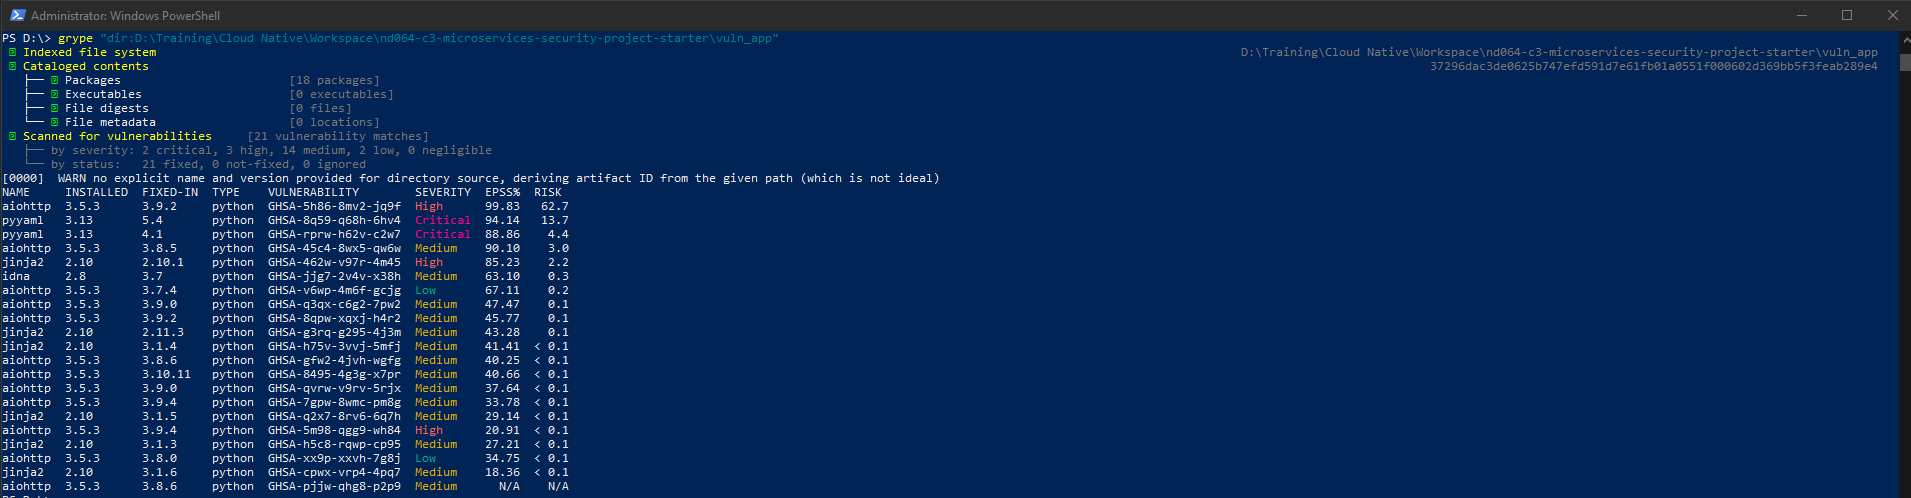 Administrator: Windows PowerShell
PS D:\> grype "dir:D:\Training\Cloud Native\Workspace\nd064-c3-microservices-security-project-starter\vuln_app"
Indexed file system D:\Training\Cloud Native\Workspace\nd064-c3-microservices-security-project-starter\vuln_app
Cataloged contents 37296dac3de0625b747efd591d7e61fb01a0551f000602d369bb5f3feab289e4
├── Packages [18 packages]
├── Executables [0 executables]
├── File digests [0 files]
└── File metadata [0 locations]
Scanned for vulnerabilities [21 vulnerability matches]
├── by severity: 2 critical, 3 high, 14 medium, 2 low, 0 negligible
└── by status: 21 fixed, 0 not-fixed, 0 ignored
[0000] WARN no explicit name and version provided for directory source, deriving artifact ID from the given path (which is not ideal)
NAME INSTALLED FIXED-IN TYPE VULNERABILITY SEVERITY EPSS% RISK
aiohttp 3.5.3 3.9.2 python GHSA-5h86-8mv2-jq9f High 99.83 62.7
pyyaml 3.13 5.4 python GHSA-8q59-q68h-6hv4 Critical 94.14 13.7
pyyaml 3.13 4.1 python GHSA-rprw-h62v-c2w7 Critical 88.86 4.4
aiohttp 3.5.3 3.8.5 python GHSA-45c4-8wx5-qw6w Medium 90.10 3.0
jinja2 2.10 2.10.1 python GHSA-462w-v97r-4m45 High 85.23 2.2
idna 2.8 3.7 python GHSA-jjg7-2v4v-x38h Medium 63.10 0.3
aiohttp 3.5.3 3.7.4 python GHSA-v6wp-4m6f-gcjg Low 67.11 0.2
aiohttp 3.5.3 3.9.0 python GHSA-q3qx-c6g2-7pw2 Medium 47.47 0.1
aiohttp 3.5.3 3.9.2 python GHSA-8qpw-xqxj-h4r2 Medium 45.77 0.1
jinja2 2.10 2.11.3 python GHSA-g3rq-g295-4j3m Medium 43.28 0.1
jinja2 2.10 3.1.4 python GHSA-h75v-3vvj-5mfj Medium 41.41 < 0.1
aiohttp 3.5.3 3.8.6 python GHSA-gfw2-4jvh-wgfg Medium 40.25 < 0.1
aiohttp 3.5.3 3.10.11 python GHSA-8495-4g3g-x7pr Medium 40.66 < 0.1
aiohttp 3.5.3 3.9.0 python GHSA-qvrw-v9rv-5rjx Medium 37.64 < 0.1
aiohttp 3.5.3 3.9.4 python GHSA-7gpw-8wmc-pm8g Medium 33.78 < 0.1
jinja2 2.10 3.1.5 python GHSA-q2x7-8rv6-6q7h Medium 29.14 < 0.1
aiohttp 3.5.3 3.9.4 python GHSA-5m98-qgg9-wh84 High 20.91 < 0.1
jinja2 2.10 3.1.3 python GHSA-h5c8-rqwp-cp95 Medium 27.21 < 0.1
aiohttp 3.5.3 3.8.0 python GHSA-xx9p-xxvh-7g8j Low 34.75 < 0.1
jinja2 2.10 3.1.6 python GHSA-cpwx-vrp4-4pq7 Medium 18.36 < 0.1
aiohttp 3.5.3 3.8.6 python GHSA-pjjw-qhg8-p2p9 Medium N/A N/A